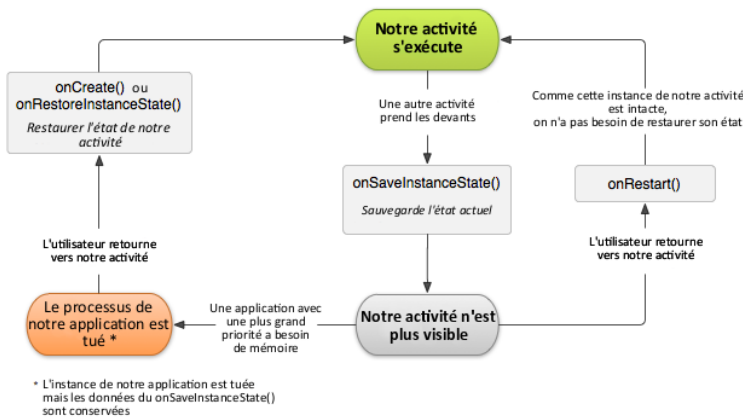 Notre activité
s'exécute
onCreate() ou
onRestoreInstanceState()
Restaurer l'état de notre
activité
Une autre activité
prend les devants
Comme cette instance de notre activité
est intacte,
on n'a pas besoin de restaurer son état
onSaveInstanceState()
Sauvegarde l'état actuel
onRestart()
L'utilisateur retourne
vers notre activité
L'utilisateur retourne
vers notre activité
Le processus de
notre application est
tué *
Une application avec
une plus grand
priorité a besoin
de mémoire
Notre activité n'est
plus visible
* L'instance de notre application est tuée
mais les données du onSaveInstanceState()
sont conservées